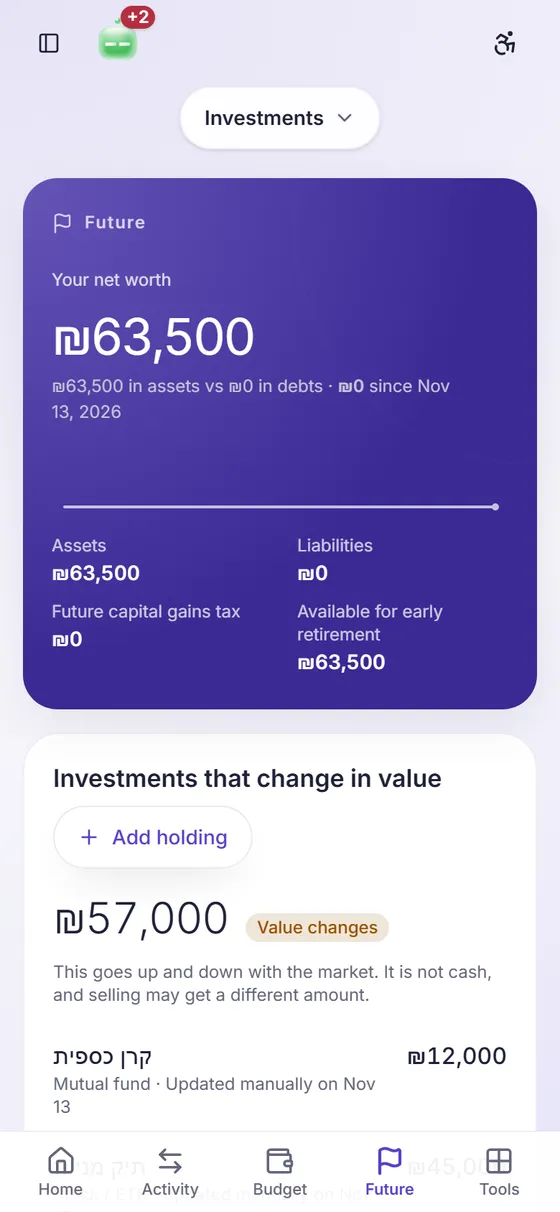 +2
Investments
Future
Your net worth
₪63,500
₪63,500 in assets vs ₪0 in debts · ₪0 since Nov
13, 2026
Assets
₪63,500
Liabilities
₪0
Future capital gains tax
₪0
Available for early
retirement
₪63,500
Investments that change in value
Add holding
₪57,000
Value changes
This goes up and down with the market. It is not cash,
and selling may get a different amount.
קרן כספית
₪12,000
Mutual fund · Updated manually on Nov
13
Home
Activity
Budget
Future
Tools